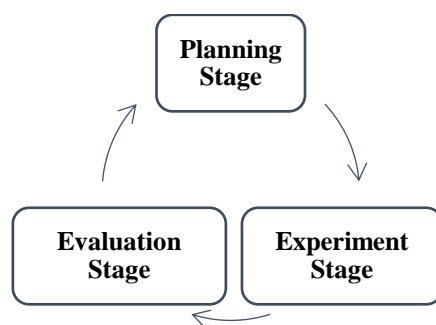 Planning
Stage
Evaluation
Stage
Experiment
Stage